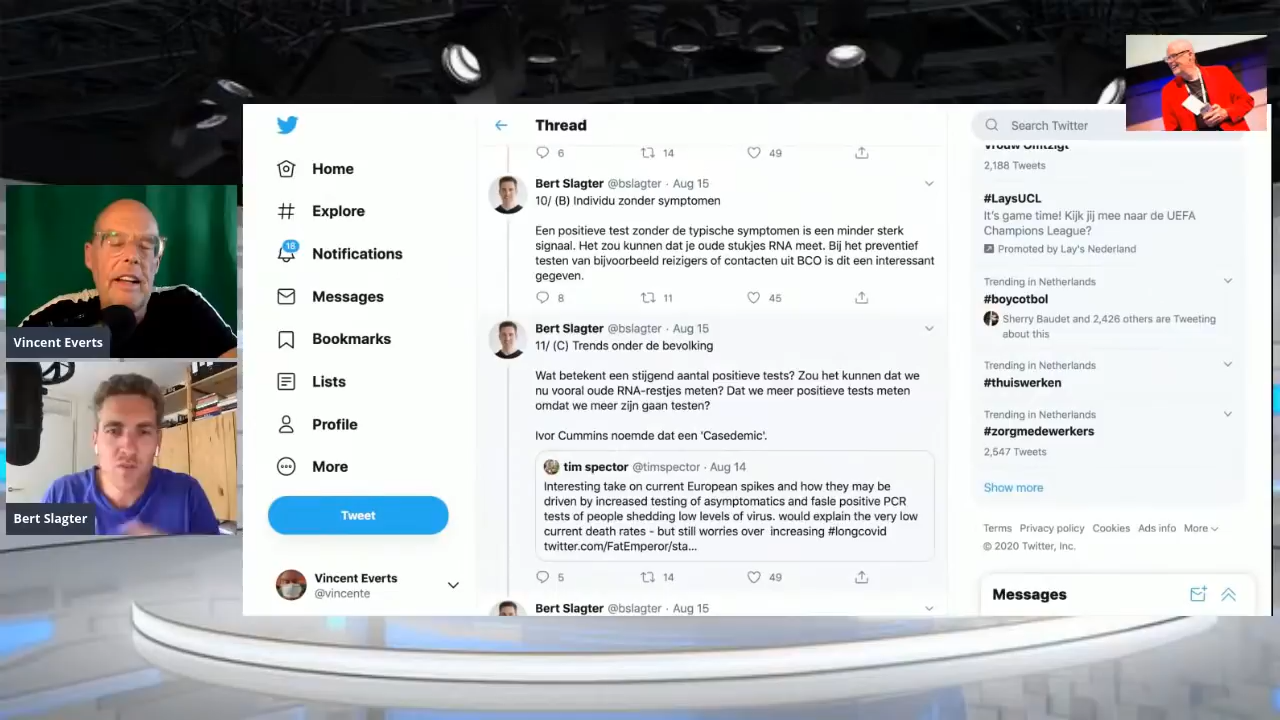 Thread
Search Twitter
Home
Explore
18
Notifications
Messages
Bookmarks
Lists
Profile
More
Tweet
Vincent Everts
@vincente
Vincent Everts
Bert Slagter
6 14 49
Bert Slagter @bslagter · Aug 15
10/ (B) Individu zonder symptomen
Een positieve test zonder de typische symptomen is een minder sterk
signaal. Het zou kunnen dat je oude stukjes RNA meet. Bij het preventief
testen van bijvoorbeeld reizigers of contacten uit BCO is dit een interessant
gegeven.
8 11 45
Bert Slagter @bslagter · Aug 15
11/ (C) Trends onder de bevolking
Wat betekent een stijgend aantal positieve tests? Zou het kunnen dat we
nu vooral oude RNA-restjes meten? Dat we meer positieve tests meten
omdat we meer zijn gaan testen?
Ivor Cummins noemde dat een 'Casedemic'.
tim spector @timspector · Aug 14
Interesting take on current European spikes and how they may be
driven by increased testing of asymptomatics and fasle positive PCR
tests of people shedding low levels of virus. would explain the very low
current death rates - but still worries over increasing #longcovid
twitter.com/FatEmperor/sta...
5 14 49
Bert Slagter @bslagter · Aug 15
Vrouw Omtzigt
2,188 Tweets
#LaysUCL
It's game time! Kijk jij mee naar de UEFA
Champions League?
Promoted by Lay's Nederland
Trending in Netherlands
#boycotbol
Sherry Baudet and 2,426 others are Tweeting
about this
Trending in Netherlands
#thuiswerken
Trending in Netherlands
#zorgmedewerkers
2,547 Tweets
Show more
Terms Privacy policy Cookies Ads info More
© 2020 Twitter, Inc.
Messages